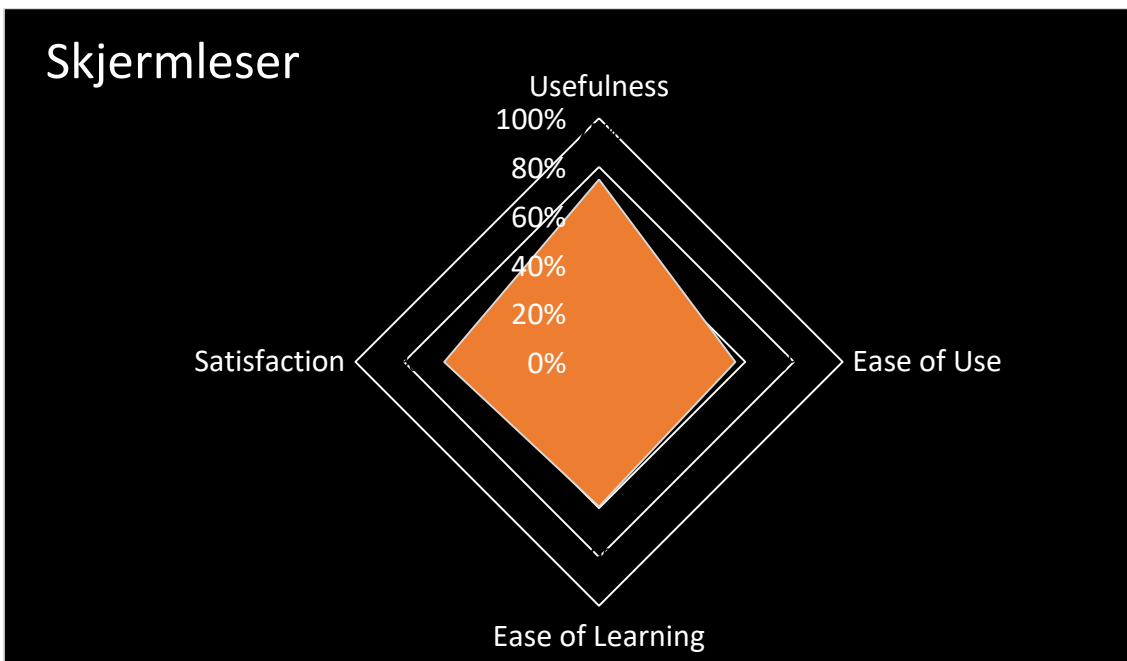 Skjermleser
Usefulness
100%
80%
60%
40%
20%
0%
Satisfaction
Ease of Use
Ease of Learning